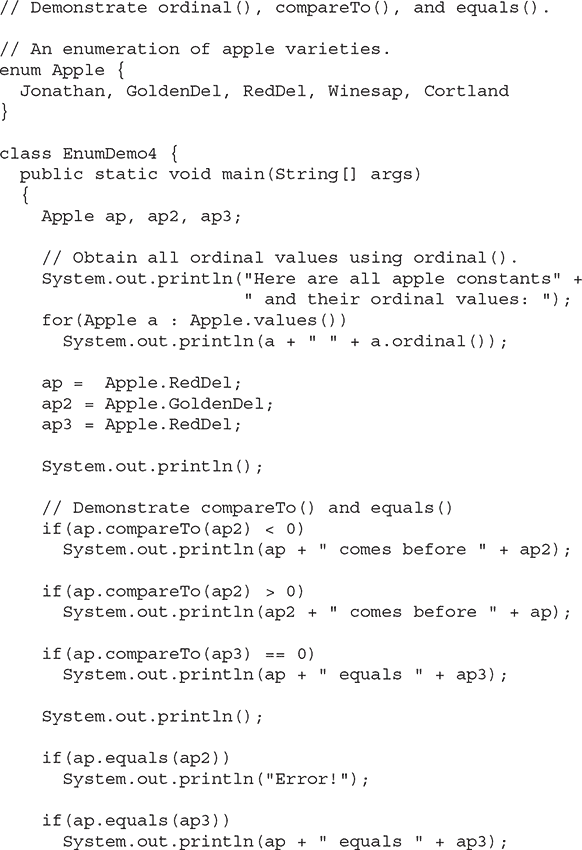 // Demonstrate ordinal(), compareTo(), and equals().

// An enumeration of apple varieties.
enum Apple {
  Jonathan, GoldenDel, RedDel, Winesap, Cortland
}

class EnumDemo4 {
  public static void main(String[] args)
  {
    Apple ap, ap2, ap3;

    // Obtain all ordinal values using ordinal().
    System.out.println("Here are all apple constants" +
                       " and their ordinal values: ");
    for(Apple a : Apple.values())
      System.out.println(a + " " + a.ordinal());

    ap =  Apple.RedDel;
    ap2 = Apple.GoldenDel;
    ap3 = Apple.RedDel;

    System.out.println();

    // Demonstrate compareTo() and equals()
    if(ap.compareTo(ap2) < 0)
      System.out.println(ap + " comes before " + ap2);

    if(ap.compareTo(ap2) > 0)
      System.out.println(ap2 + " comes before " + ap);

    if(ap.compareTo(ap3) == 0)
      System.out.println(ap + " equals " + ap3);

    System.out.println();

    if(ap.equals(ap2))
      System.out.println("Error!");

    if(ap.equals(ap3))
      System.out.println(ap + " equals " + ap3);